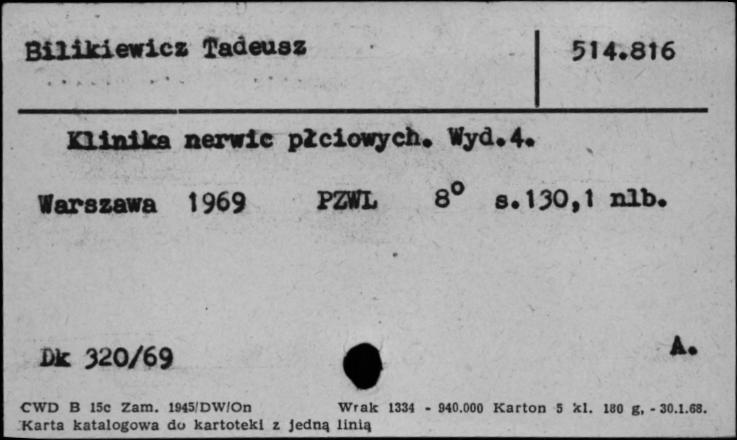 Bilikiewicz Tadeusz 514.816
Klinika nerwic płciowych. Wyd.4.
Warszawa 1969 PZWL 8° s.130,1 nlb.
Dk 320/69 A.
CWD B 15c Zam. 1945/DW/On Wrak 1334 - 940.000 Karton 5 kl. 180 g, - 30.1.68.
Karta katalogowa do kartoteki z jedną linią